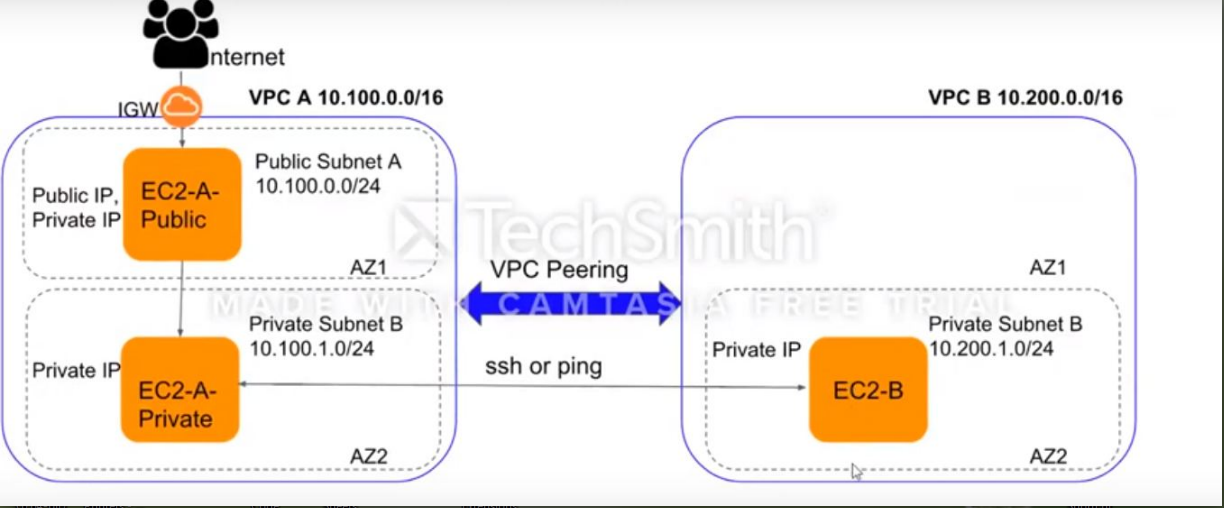 nternet
IGW
VPC A 10.100.0.0/16
VPC B 10.200.0.0/16
Public Subnet A
10.100.0.0/24
Public IP,
Private IP
EC2-A-
Public
AZ1
TechSmith
MADE WITH CAMTASIA FREE TRIAL
VPC Peering
AZ1
Private Subnet B
10.100.1.0/24
Private IP
EC2-A-
Private
AZ2
ssh or ping
Private Subnet B
10.200.1.0/24
Private IP
EC2-B
AZ2